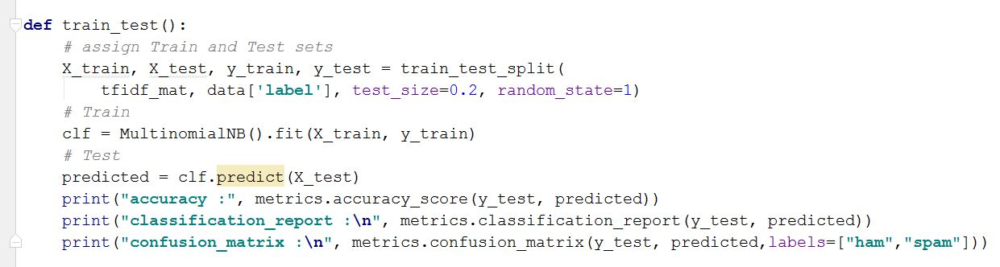 def train_test():
    # assign Train and Test sets
    X_train, X_test, y_train, y_test = train_test_split(
        tfidf_mat, data['label'], test_size=0.2, random_state=1)
    # Train
    clf = MultinomialNB().fit(X_train, y_train)
    # Test
    predicted = clf.predict(X_test)
    print("accuracy :", metrics.accuracy_score(y_test, predicted))
    print("classification_report :\n", metrics.classification_report(y_test, predicted))
    print("confusion_matrix :\n", metrics.confusion_matrix(y_test, predicted,labels=["ham","spam"]))